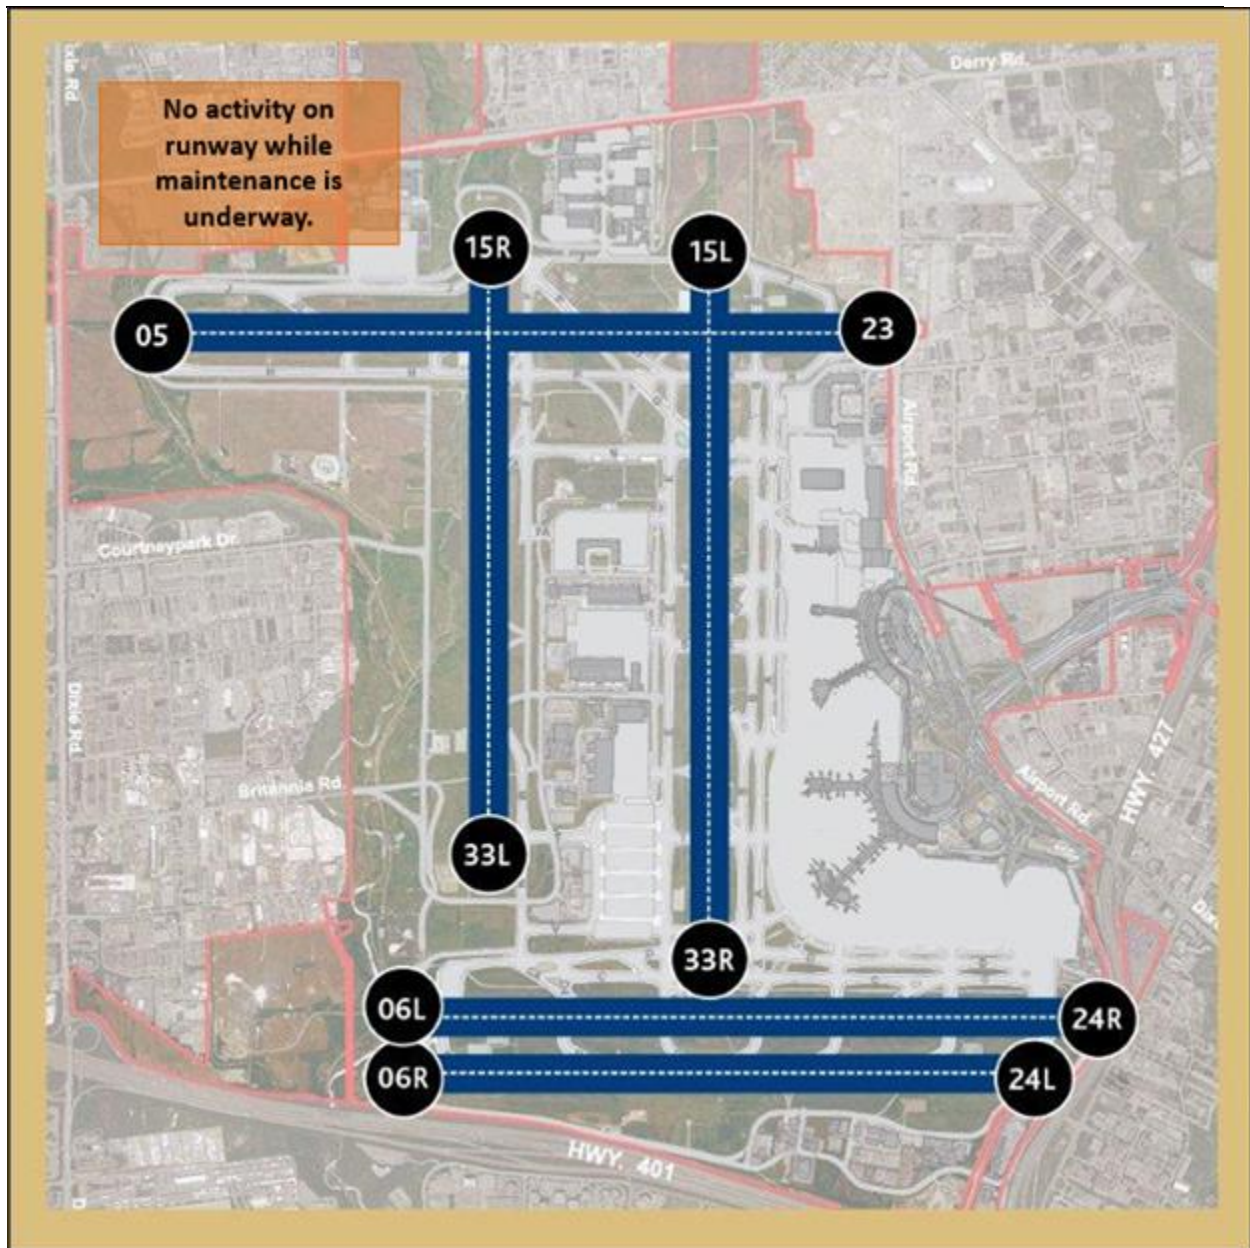 Derry Rd.
No activity on
runway while
maintenance is
underway.
15R
15L
05
23
Airport Rd.
Courtneypark Dr.
Dixie Rd.
HWY. 427
Britannia Rd.
Airport Rd.
33L
33R
06L
24R
06R
24L
HWY. 401